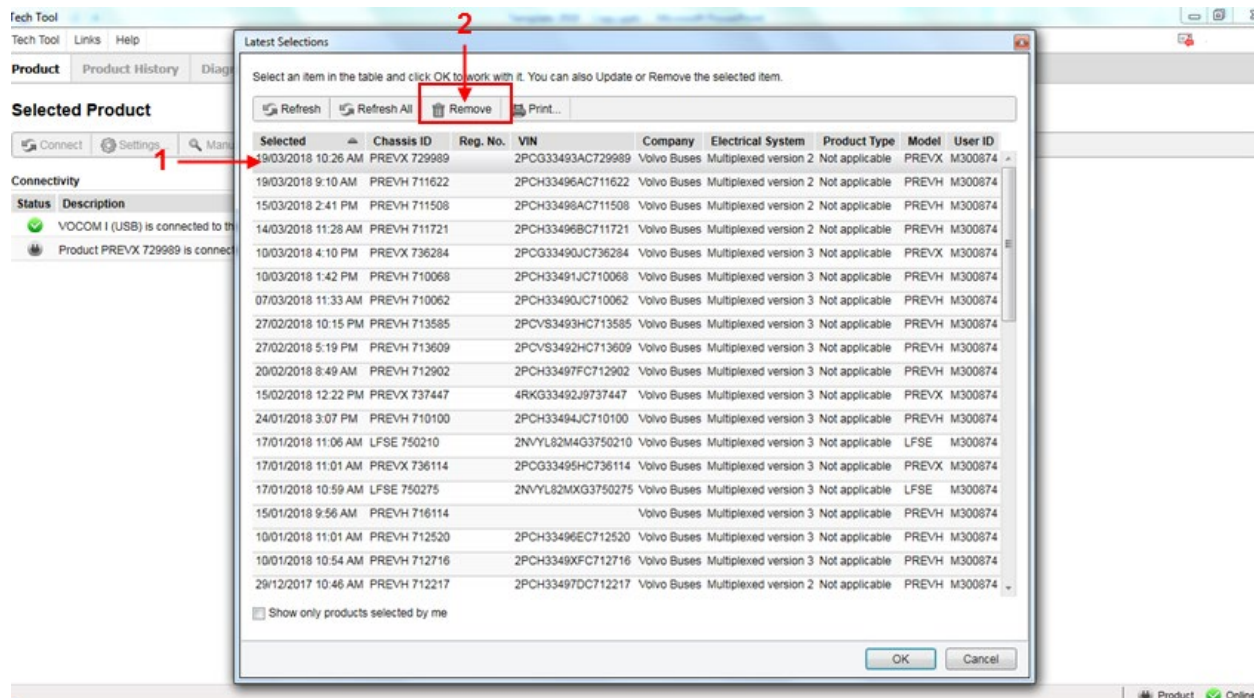 Tech Tool
2
Tech Tool Links Help
Latest Selections
Product Product History Diag
Select an item in the table and click OK to work with it. You can also Update or Remove the selected item.
Selected Product
Refresh Refresh All Remove Print...
Connect Settings... Manu
1
Selected Chassis ID Reg. No. VIN Company Electrical System Product Type Model User ID
19/03/2018 10:26 AM PREVX 729989 2PCG33493AC729989 Volvo Buses Multiplexed version 2 Not applicable PREVX M300874
19/03/2018 9:10 AM PREVH 711622 2PCH33496AC711622 Volvo Buses Multiplexed version 2 Not applicable PREVH M300874
15/03/2018 2:41 PM PREVH 711508 2PCH33498AC711508 Volvo Buses Multiplexed version 2 Not applicable PREVH M300874
14/03/2018 11:28 AM PREVH 711721 2PCH33496BC711721 Volvo Buses Multiplexed version 2 Not applicable PREVH M300874
10/03/2018 4:10 PM PREVX 736284 2PCG33490JC736284 Volvo Buses Multiplexed version 3 Not applicable PREVX M300874
10/03/2018 1:42 PM PREVH 710068 2PCH33491JC710068 Volvo Buses Multiplexed version 3 Not applicable PREVH M300874
07/03/2018 11:33 AM PREVH 710062 2PCH33490JC710062 Volvo Buses Multiplexed version 3 Not applicable PREVH M300874
27/02/2018 10:15 PM PREVH 713585 2PCVS3493HC713585 Volvo Buses Multiplexed version 3 Not applicable PREVH M300874
27/02/2018 5:19 PM PREVH 713609 2PCVS3492HC713609 Volvo Buses Multiplexed version 3 Not applicable PREVH M300874
20/02/2018 8:49 AM PREVH 712902 2PCH33497FC712902 Volvo Buses Multiplexed version 3 Not applicable PREVH M300874
15/02/2018 12:22 PM PREVX 737447 4RKG33492J9737447 Volvo Buses Multiplexed version 3 Not applicable PREVX M300874
24/01/2018 3:07 PM PREVH 710100 2PCH33494JC710100 Volvo Buses Multiplexed version 3 Not applicable PREVH M300874
17/01/2018 11:06 AM LFSE 750210 2NVYL82M4G3750210 Volvo Buses Multiplexed version 3 Not applicable LFSE M300874
17/01/2018 11:01 AM PREVX 736114 2PCG33495HC736114 Volvo Buses Multiplexed version 3 Not applicable PREVX M300874
17/01/2018 10:59 AM LFSE 750275 2NVYL82MXG3750275 Volvo Buses Multiplexed version 3 Not applicable LFSE M300874
15/01/2018 9:56 AM PREVH 716114 Volvo Buses Multiplexed version 3 Not applicable PREVH M300874
10/01/2018 11:01 AM PREVH 712520 2PCH33496EC712520 Volvo Buses Multiplexed version 3 Not applicable PREVH M300874
10/01/2018 10:54 AM PREVH 712716 2PCH3349XFC712716 Volvo Buses Multiplexed version 3 Not applicable PREVH M300874
29/12/2017 10:46 AM PREVH 712217 2PCH33497DC712217 Volvo Buses Multiplexed version 2 Not applicable PREVH M300874
Connectivity
Status Description
VOCOM I (USB) is connected to th
Product PREVX 729989 is connect
Show only products selected by me
OK Cancel
Product Online